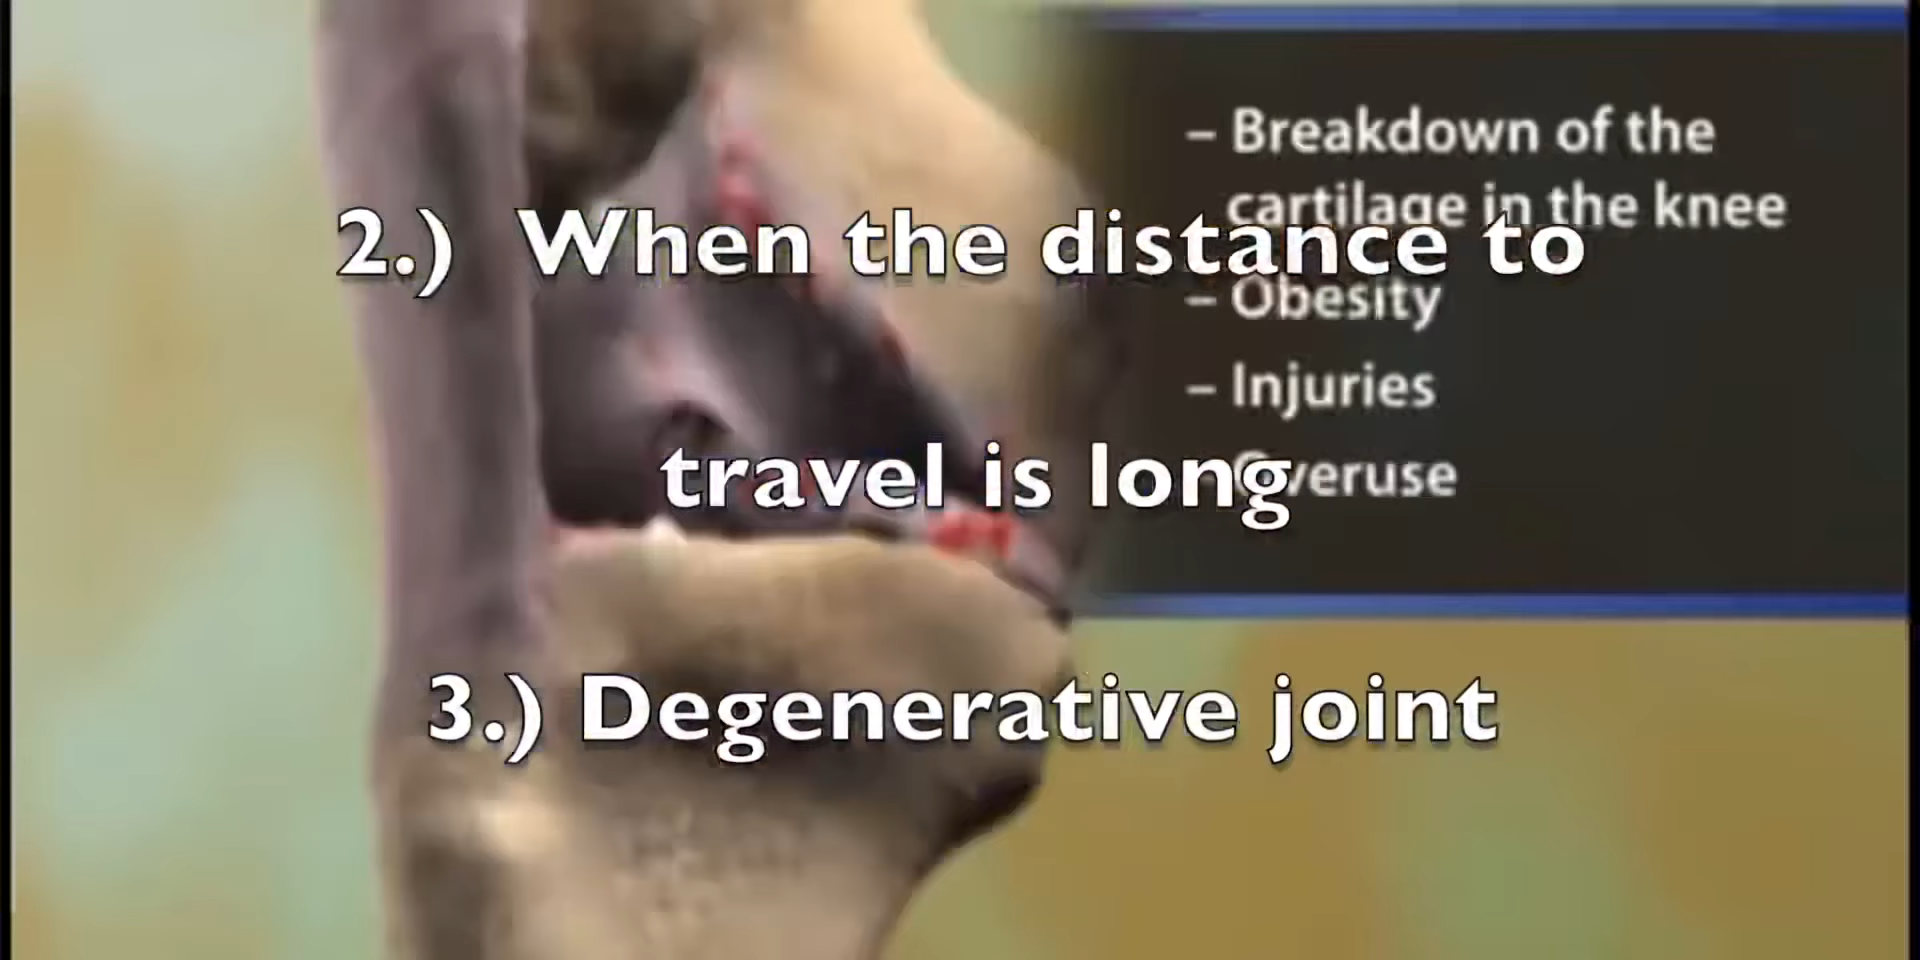 – Breakdown of the
cartilage in the knee
– Obesity
– Injuries
– Overuse
2.) When the distance to
travel is long
3.) Degenerative joint